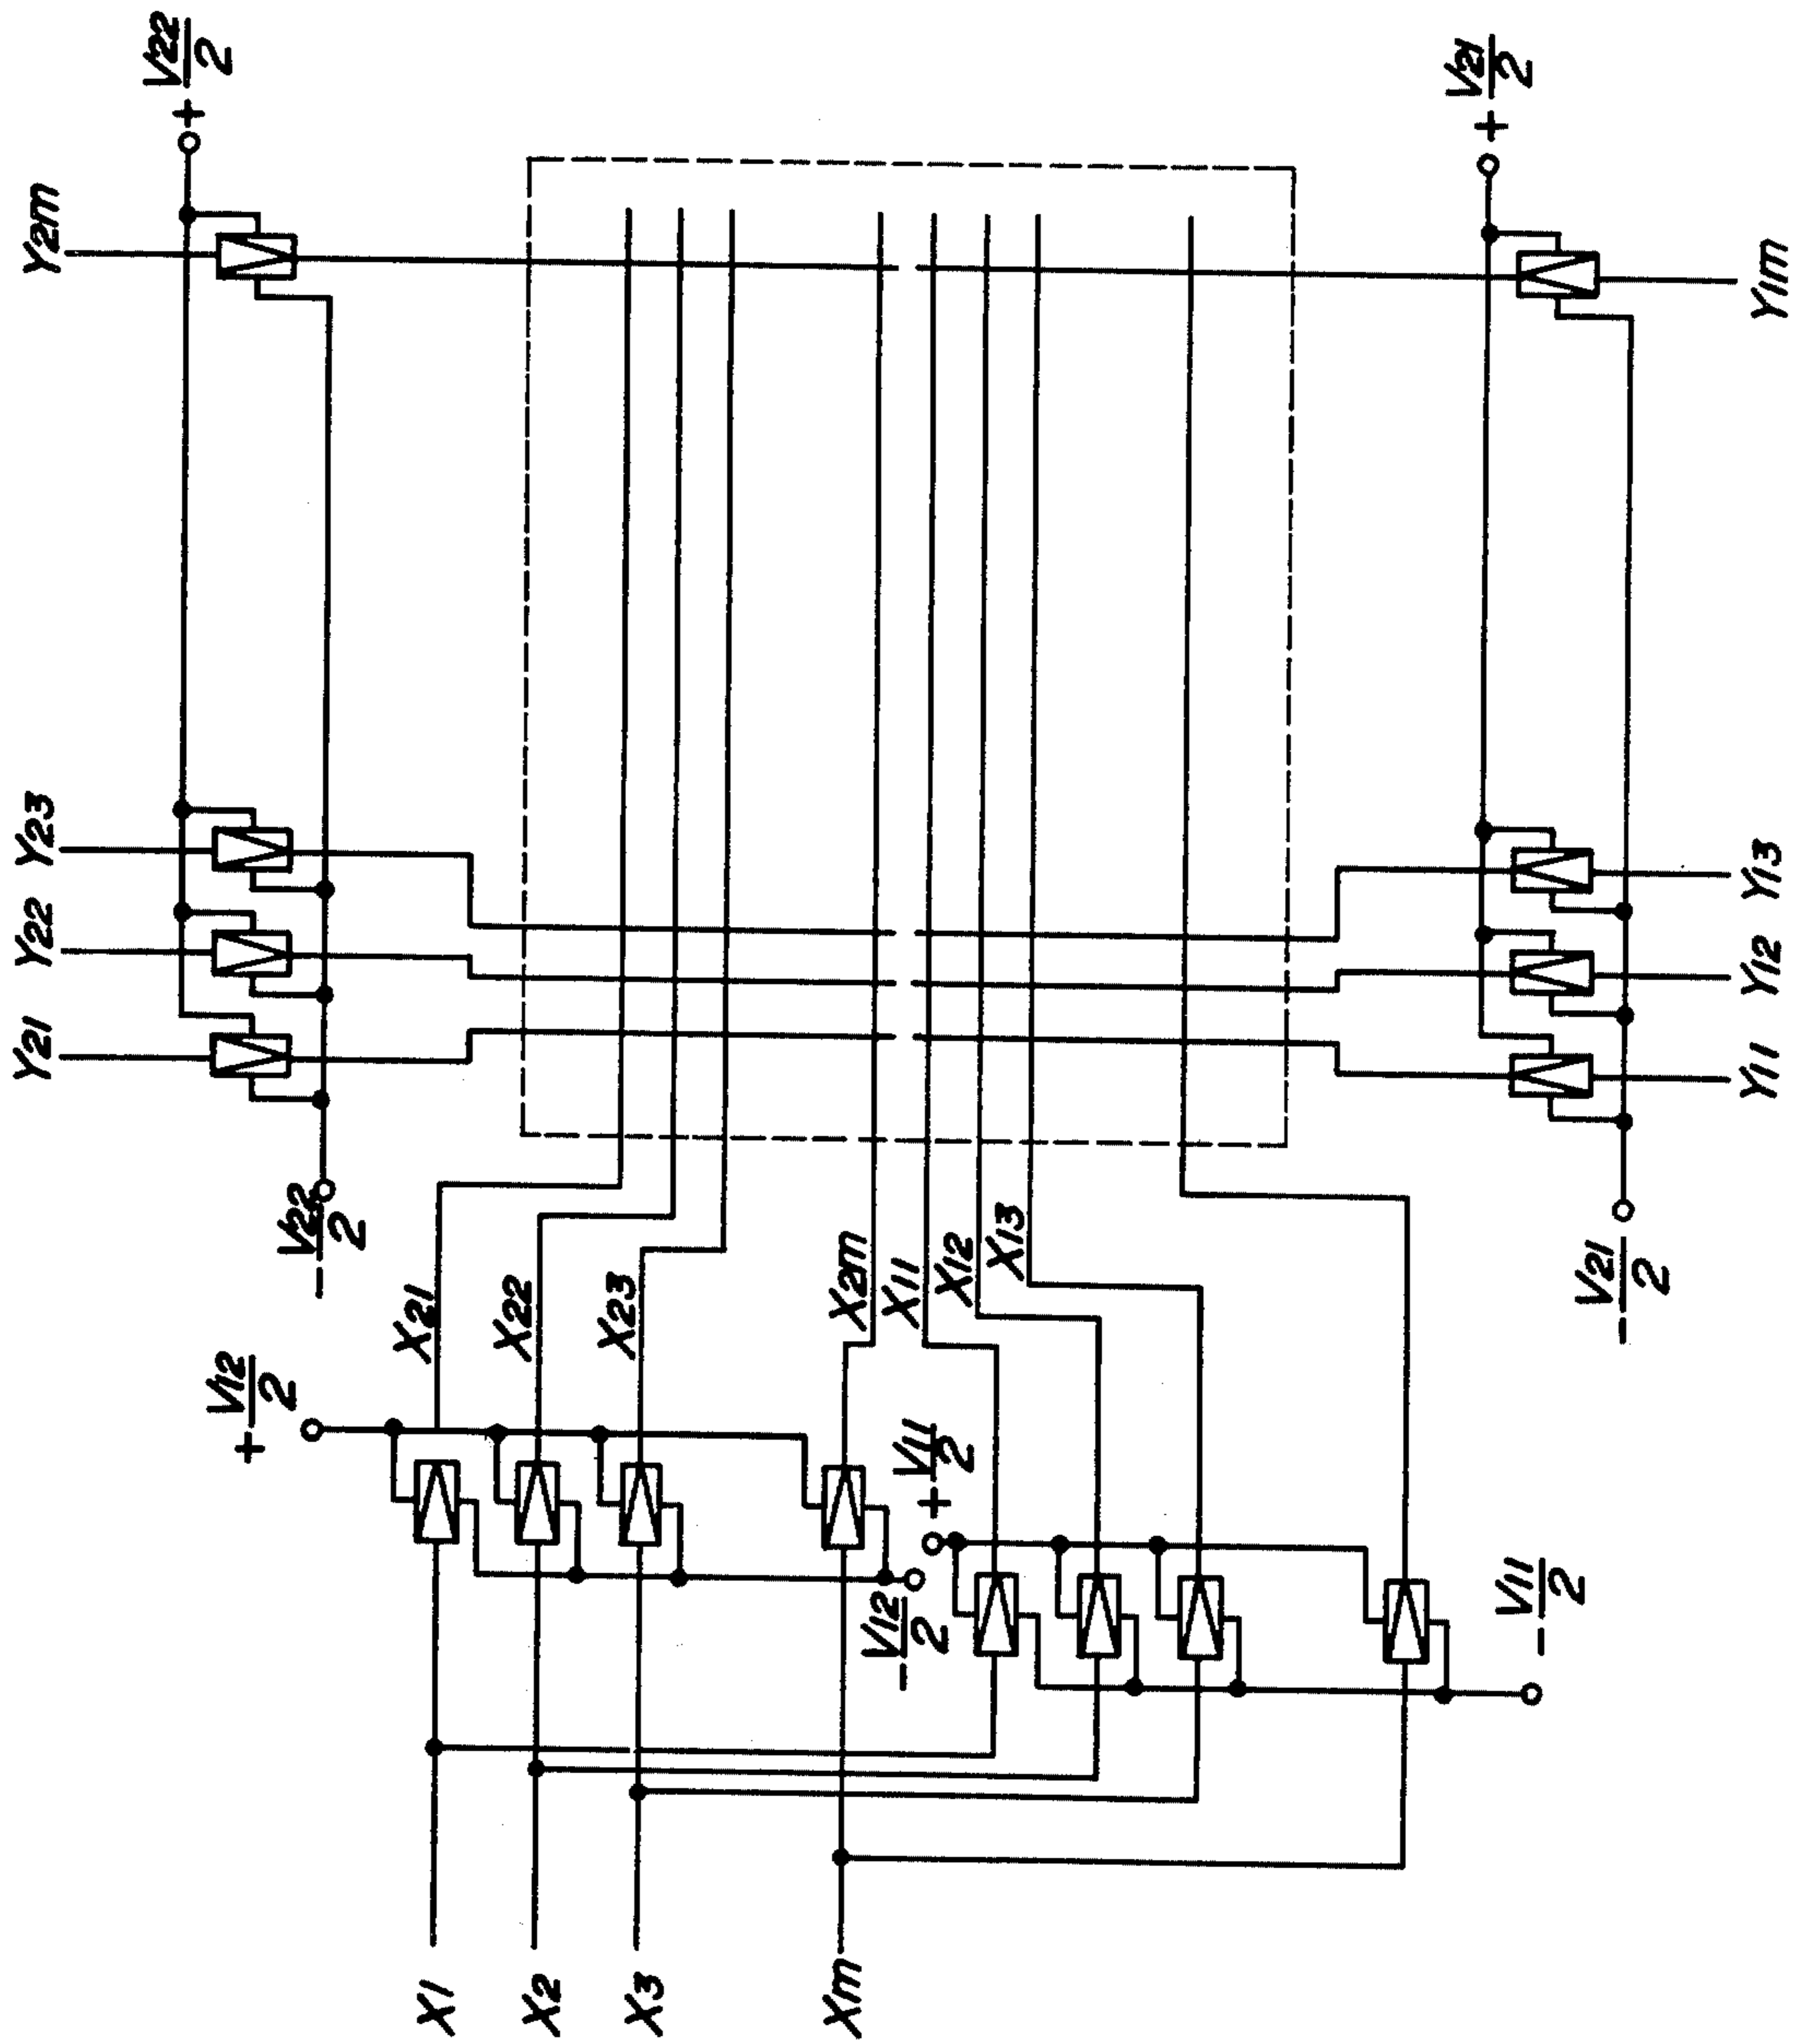 Y21
Y22
Y23
Y2m
+ V22/2
- V22/2
+ V12/2
X21
X22
X23
X2m
X11
X12
X13
- V12/2
+ V11/2
- V11/2
X1
X2
X3
Xm
+ V21/2
- V21/2
Y11
Y12
Y13
Y1m